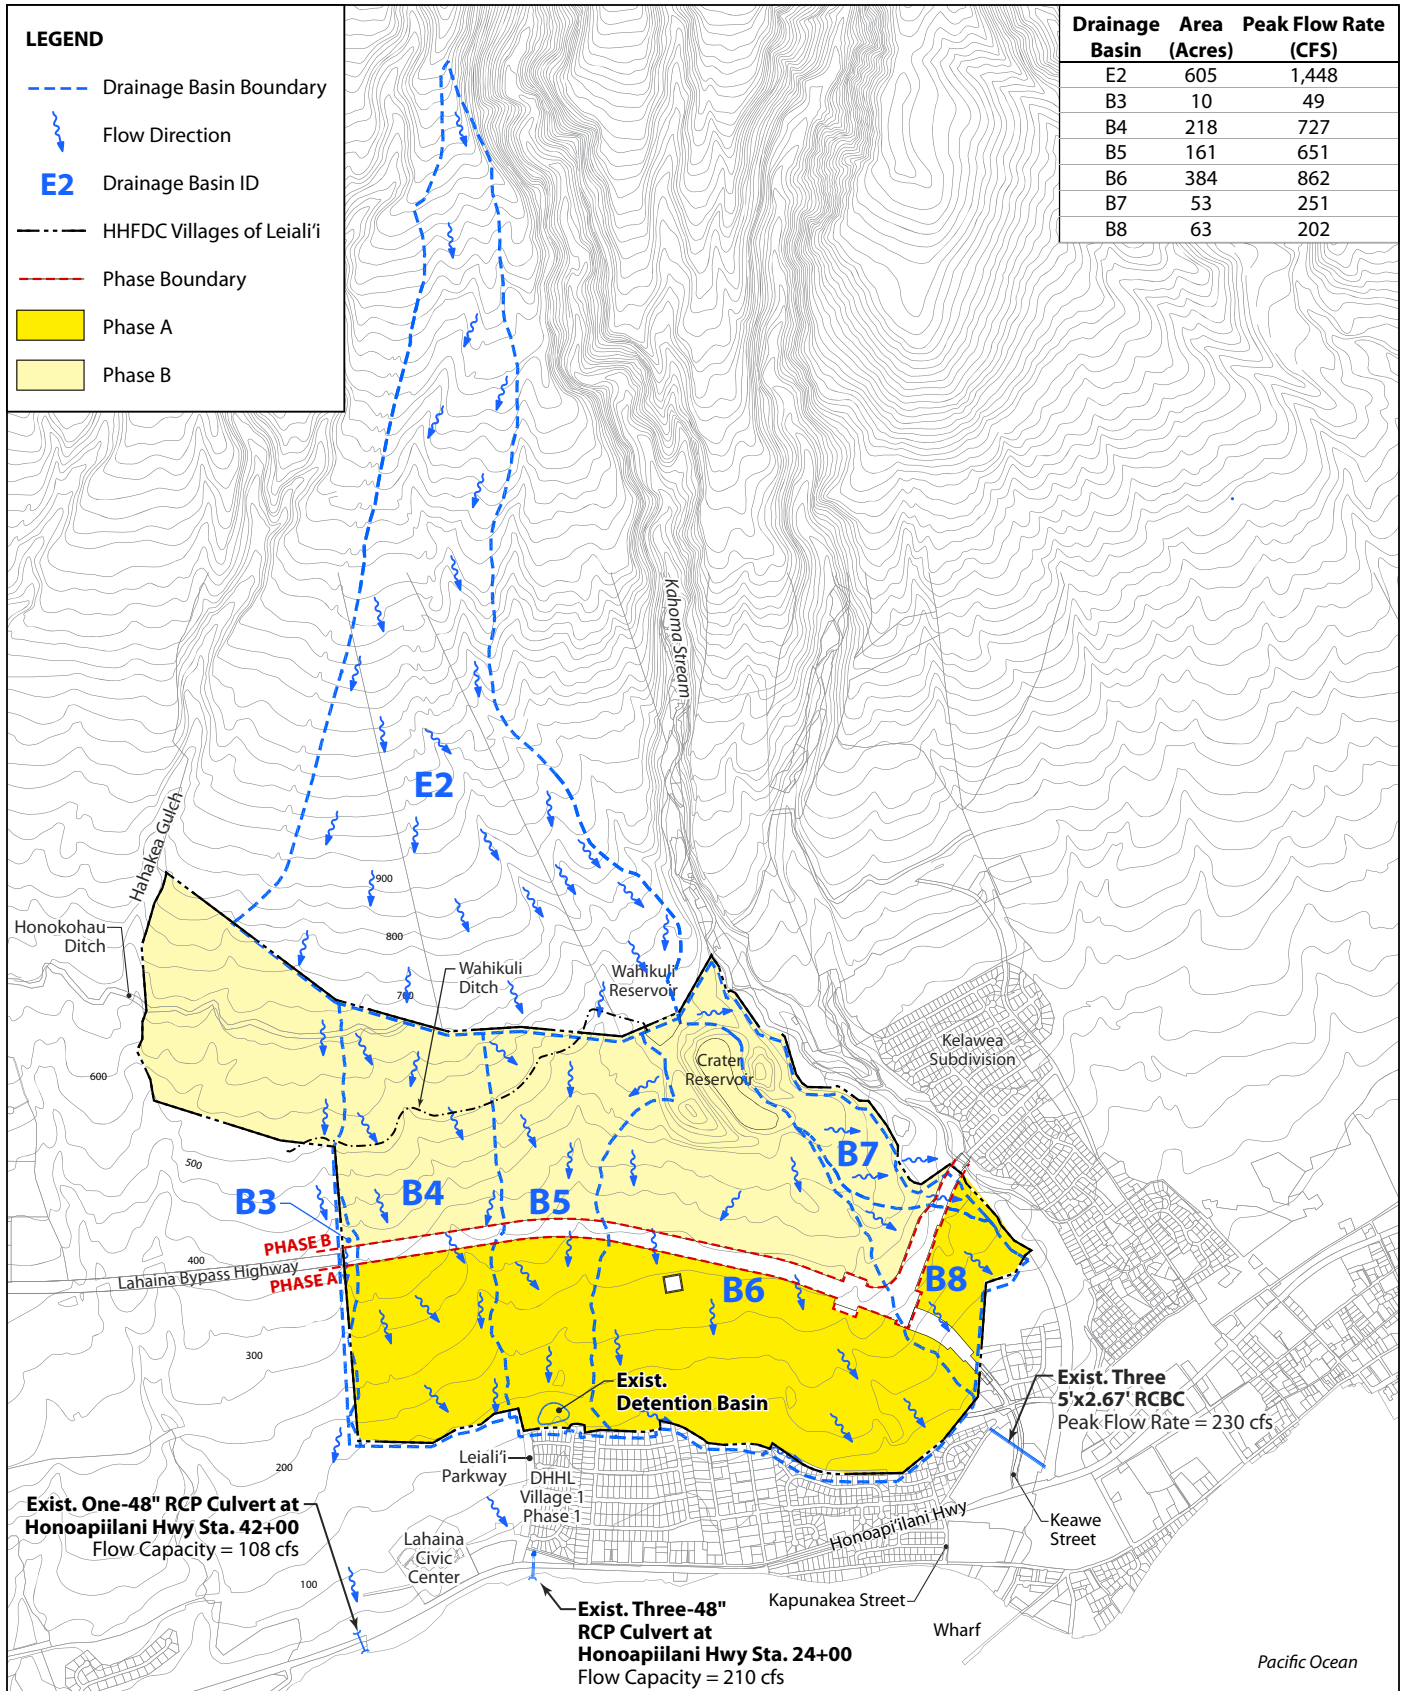 LEGEND
Drainage Basin Boundary
Flow Direction
E2 Drainage Basin ID
HHFDC Villages of Leiali‘i
Phase Boundary
Phase A
Phase B
Drainage Area Peak Flow Rate
Basin (Acres) (CFS)
E2 605 1,448
B3 10 49
B4 218 727
B5 161 651
B6 384 862
B7 53 251
B8 63 202
Kahoma Stream
E2
Hahakea Gulch
900
Honokohau
Ditch
800
Wahikuli
Ditch
Wahikuli
Reservoir
700
Kelawea
Subdivision
Crater
Reservoir
600
500
B7
B3
B4
B5
PHASE B
400
Lahaina Bypass Highway
PHASE A
B6
B8
300
Exist.
Detention Basin
Exist. Three
5'x2.67' RCBC
Peak Flow Rate = 230 cfs
200
Leiali‘i
Parkway
DHHL
Village 1
Phase 1
Exist. One-48" RCP Culvert at
Honoapiilani Hwy Sta. 42+00
Flow Capacity = 108 cfs
Honoapi‘ilani Hwy
Keawe
Street
Lahaina
Civic
Center
100
Kapunakea Street
Exist. Three-48"
RCP Culvert at
Honoapiilani Hwy Sta. 24+00
Flow Capacity = 210 cfs
Wharf
Pacific Ocean